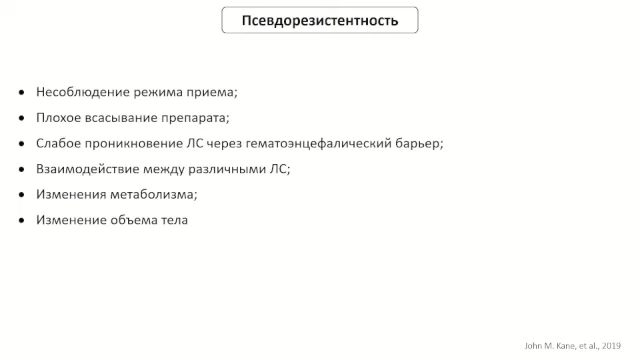 Псевдорезистентность
● Несоблюдение режима приема;
● Плохое всасывание препарата;
● Слабое проникновение ЛС через гематоэнцефалический барьер;
● Взаимодействие между различными ЛС;
● Изменения метаболизма;
● Изменение объема тела
John M. Kane, et al., 2019